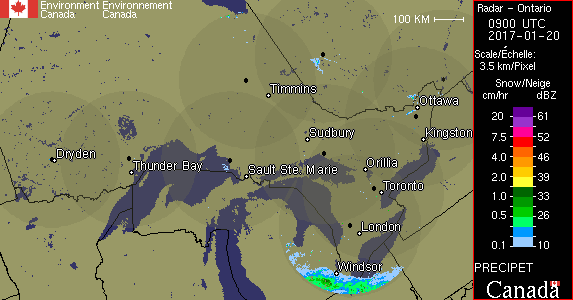 Environment Environnement
Canada Canada
100 KM
Timmins
Ottawa
Sudbury
Kingston
Dryden
Thunder Bay
Sault Ste. Marie
Orillia
Toronto
London
Windsor
Radar - Ontario
0900 UTC
2017-01-20
Scale/Échelle:
3.5 km/Pixel
Snow/Neige
cm/hr dBZ
20 61
7.5 52
4.0 46
2.0 39
1.0 33
0.5 26
0.1 10
PRECIPET
Canada